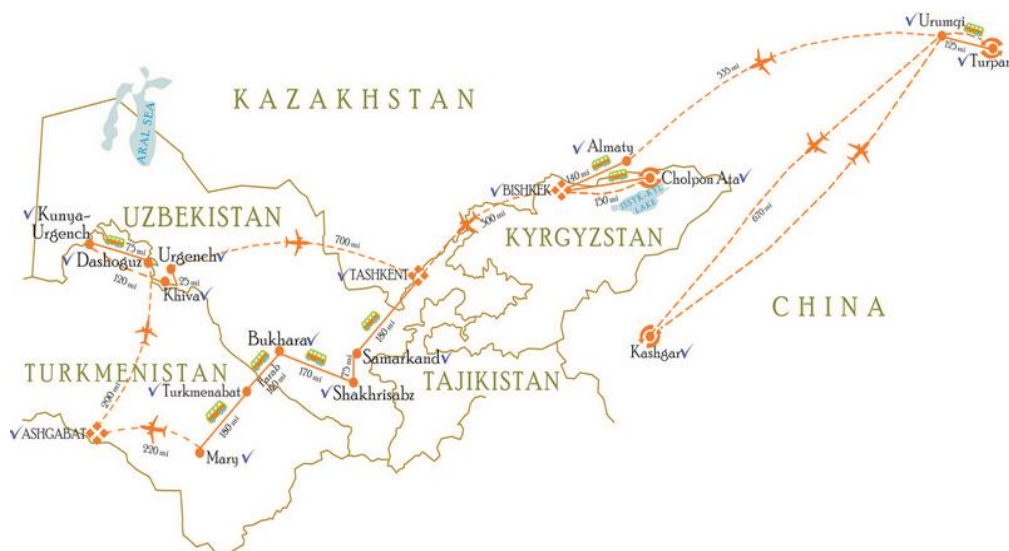 Urumqi
125 mi
Turpan
535 mi
KAZAKHSTAN
ARAL SEA
Almaty
140 mi
Cholpon Ata
BISHKEK
150 mi
ISSYK-KYL
LAKE
670 mi
Kunya-
Urgench
UZBEKISTAN
300 mi
KYRGYZSTAN
75 mi
Urgench
700 mi
Dashoguz
TASHKENT
120 mi
25 mi
Khiva
CHINA
180 mi
Bukhara
Kashgar
Samarkand
TURKMENISTAN
Farab
75 mi
TAJIKISTAN
170 mi
Turkmenabat
Shakhrisabz
290 mi
180 mi
ASHGABAT
220 mi
Mary